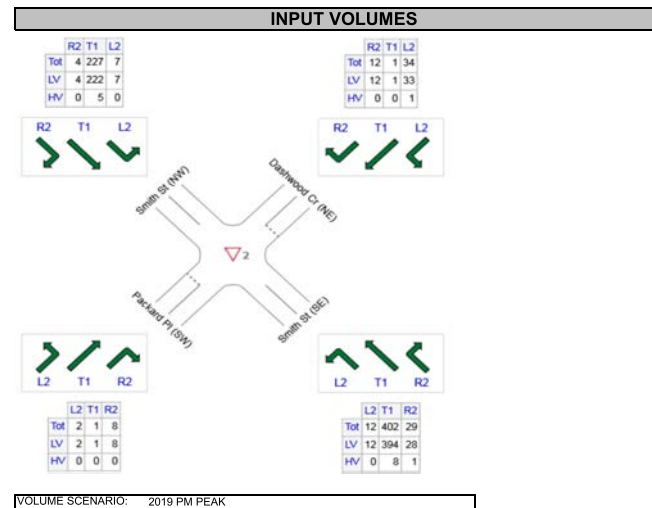 INPUT VOLUMES
R2 T1 L2
Tot 4 227 7
LV 4 222 7
HV 0 5 0
R2 T1 L2
Tot 12 1 34
LV 12 1 33
HV 0 0 1
R2 T1 L2
R2 T1 L2
Smith St (NW)
Dashwood Cr (NE)
2
Packard Pl (SW)
Smith St (SE)
L2 T1 R2
L2 T1 R2
L2 T1 R2
Tot 2 1 8
LV 2 1 8
HV 0 0 0
L2 T1 R2
Tot 12 402 29
LV 12 394 28
HV 0 8 1
VOLUME SCENARIO: 2019 PM PEAK